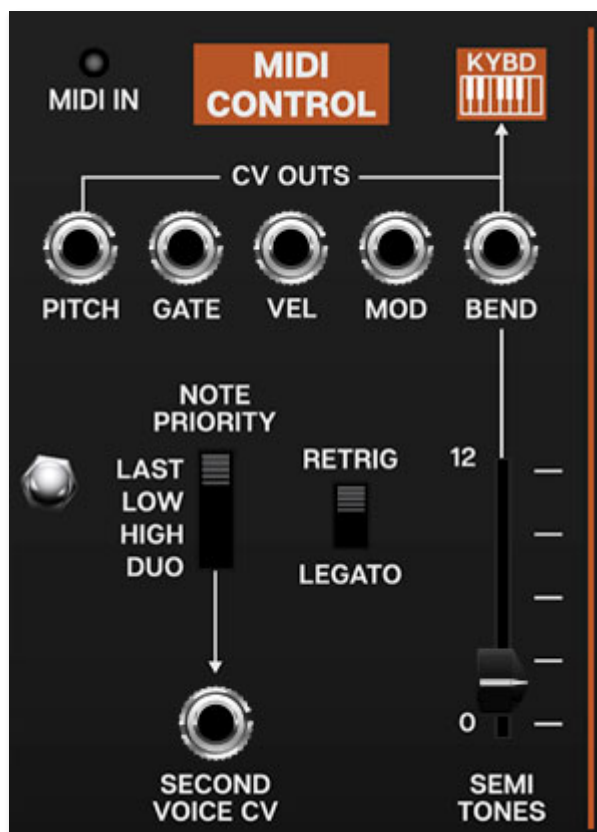 MIDI IN
MIDI
CONTROL
KYBD
CV OUTS
PITCH GATE VEL MOD BEND
NOTE
PRIORITY
LAST
LOW
HIGH
DUO
RETRIG
LEGATO
12
0
SECOND
VOICE CV
SEMI
TONES